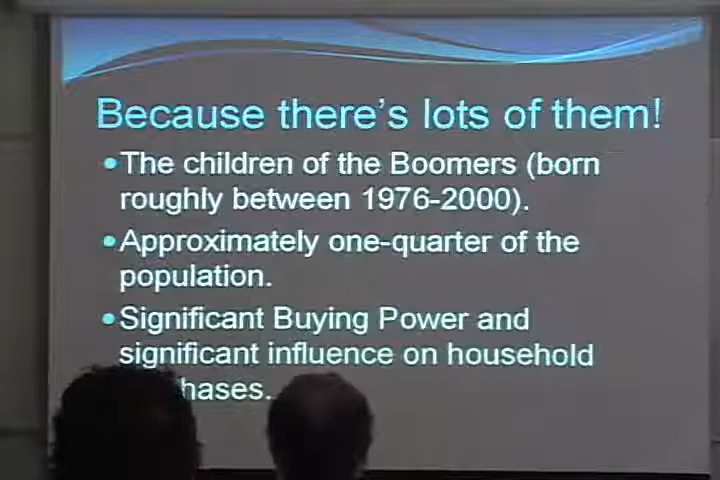 Because there's lots of them!
•The children of the Boomers (born
roughly between 1976-2000).
•Approximately one-quarter of the
population.
•Significant Buying Power and
significant influence on household
hases.